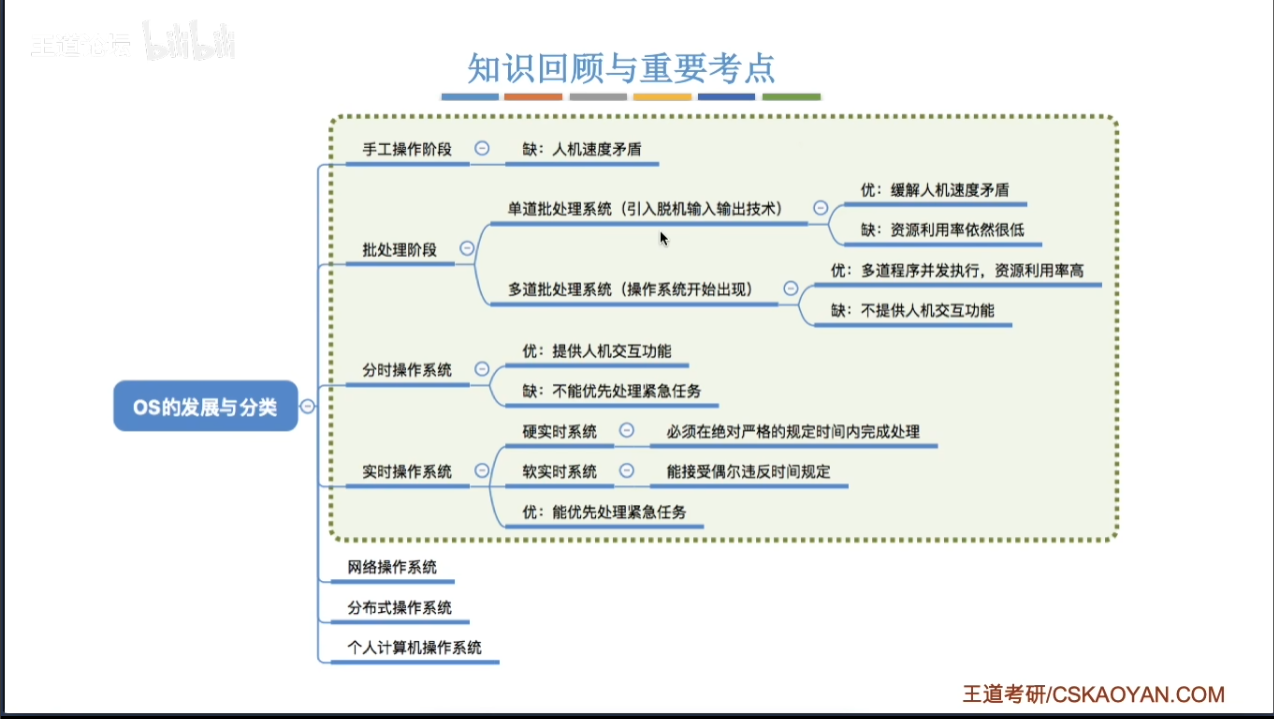 王道论坛 bilibili
知识回顾与重要考点
手工操作阶段
缺：人机速度矛盾
批处理阶段
单道批处理系统（引入脱机输入输出技术）
优：缓解人机速度矛盾
缺：资源利用率依然很低
多道批处理系统（操作系统开始出现）
优：多道程序并发执行，资源利用率高
缺：不提供人机交互功能
OS的发展与分类
分时操作系统
优：提供人机交互功能
缺：不能优先处理紧急任务
实时操作系统
硬实时系统
必须在绝对严格的规定时间内完成处理
软实时系统
能接受偶尔违反时间规定
优：能优先处理紧急任务
网络操作系统
分布式操作系统
个人计算机操作系统
王道考研/CSKAOYAN.COM